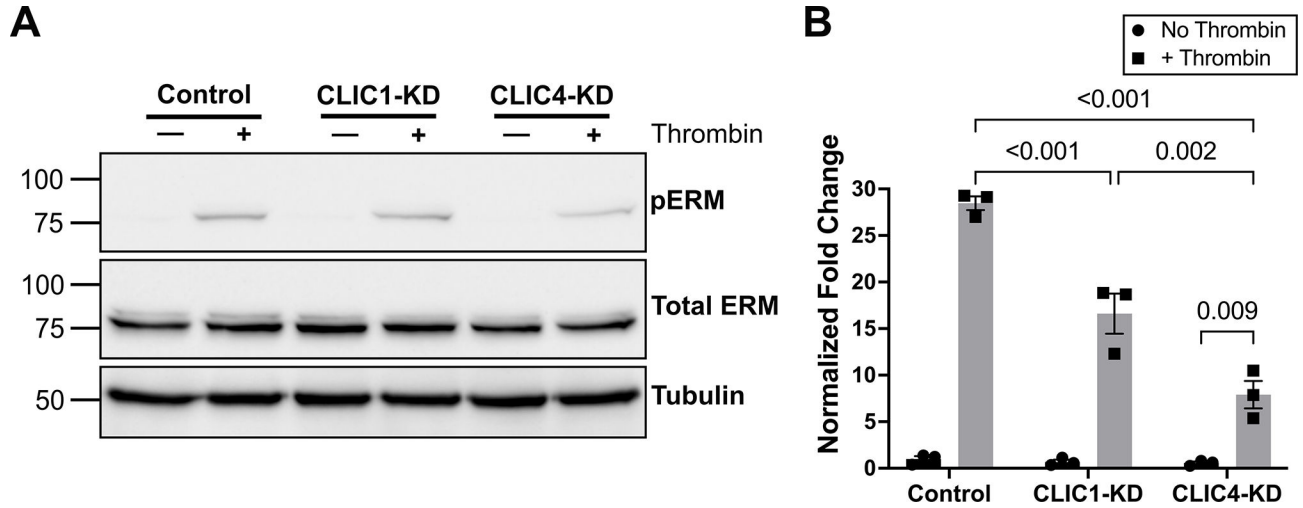 A
Control CLIC1-KD CLIC4-KD
— + — + — + Thrombin
100
75
pERM
100
75
Total ERM
50
Tubulin
B
No Thrombin
+ Thrombin
<0.001
<0.001 0.002
0.009
Normalized Fold Change
30
25
20
15
10
5
0
Control CLIC1-KD CLIC4-KD